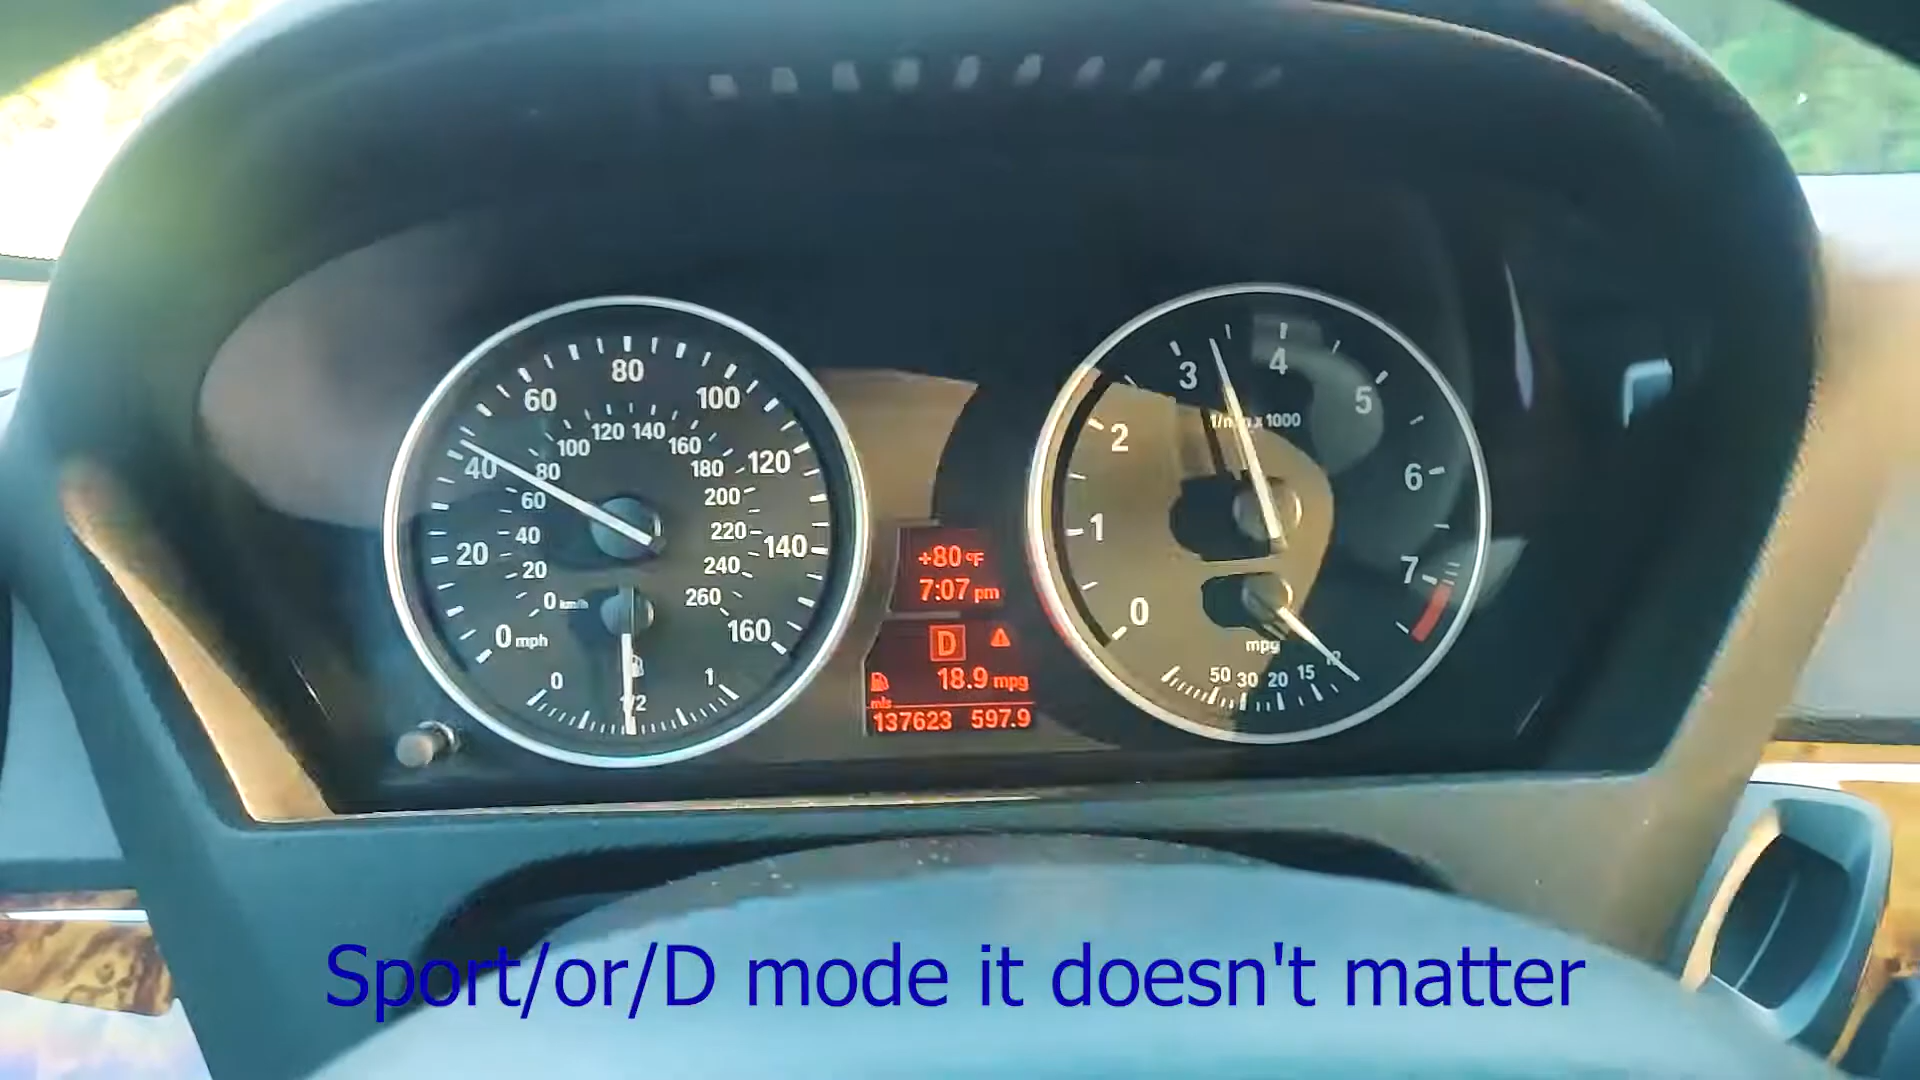 80
60
100
40
120
20
140
0 mph
160
120 140
100
160
80
180
60
200
40
220
20
240
0 km/h
260
0
1/2
1
+80°F
7:07 pm
D
18.9 mpg
mls
137623 597.9
3
4
2
5
x 1000
6
1
7
0
mpg
50 30 20 15 12
Sport/or/D mode it doesn't matter